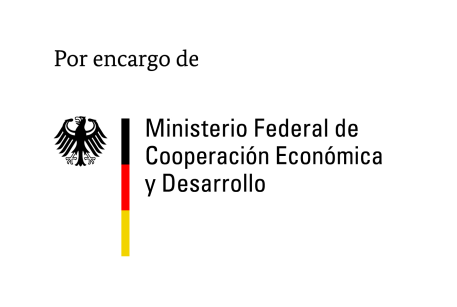 Por encargo de
Ministerio Federal de
Cooperación Económica
y Desarrollo